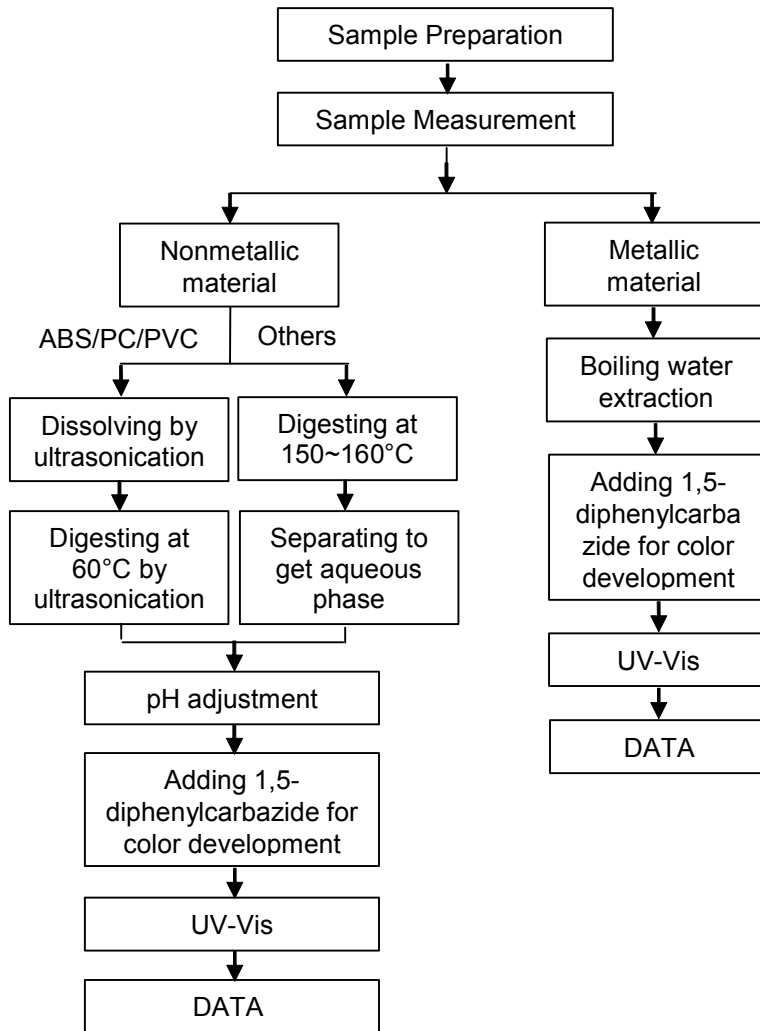 Sample Preparation
Sample Measurement
Nonmetallic
material
ABS/PC/PVC
Others
Dissolving by
ultrasonication
Digesting at
150~160°C
Digesting at
60°C by
ultrasonication
Separating to
get aqueous
phase
pH adjustment
Adding 1,5-
diphenylcarbazide for
color development
UV-Vis
DATA
Metallic
material
Boiling water
extraction
Adding 1,5-
diphenylcarba
zide for color
development
UV-Vis
DATA